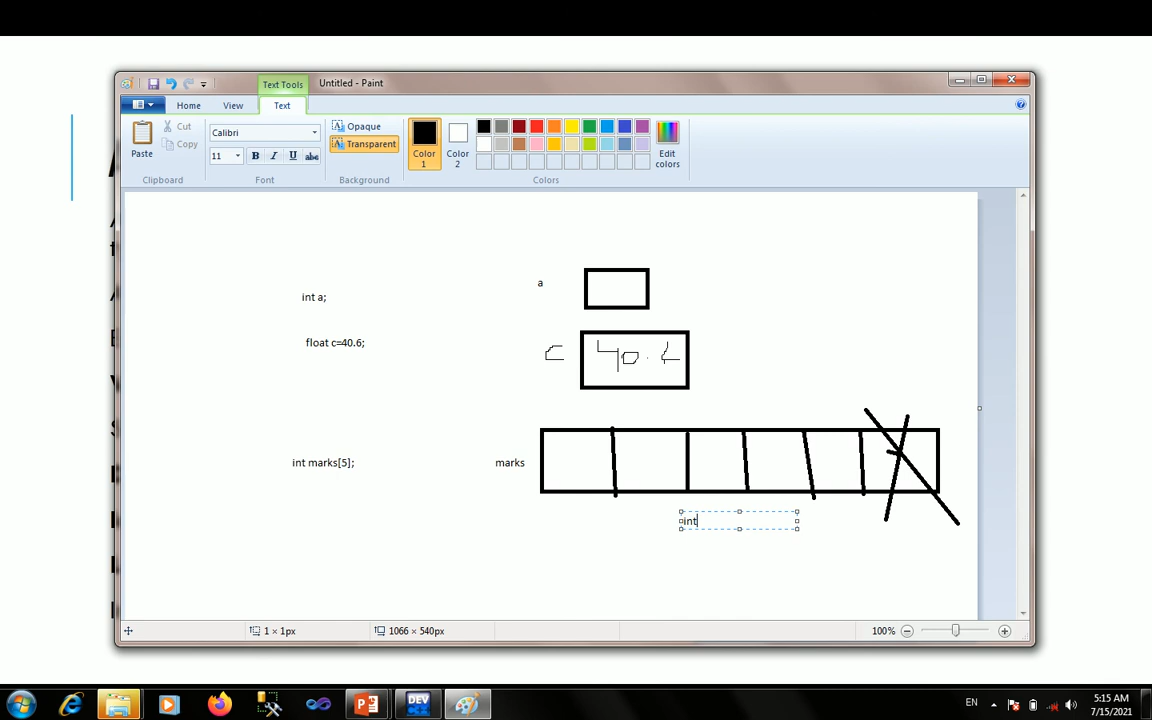 Text Tools
Untitled - Paint
Home
View
Text
Paste
Cut
Copy
Clipboard
Calibri
11
B I U abc
Font
Opaque
Transparent
Background
Color 1
Color 2
Edit colors
Colors
a
int a;
float c=40.6;
c
40.6
int marks[5];
marks
int
1 × 1px
1066 × 540px
100%
DEV
EN
5:15 AM
7/15/2021